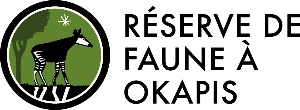 RÉSERVE DE
FAUNE À
OKAPIS